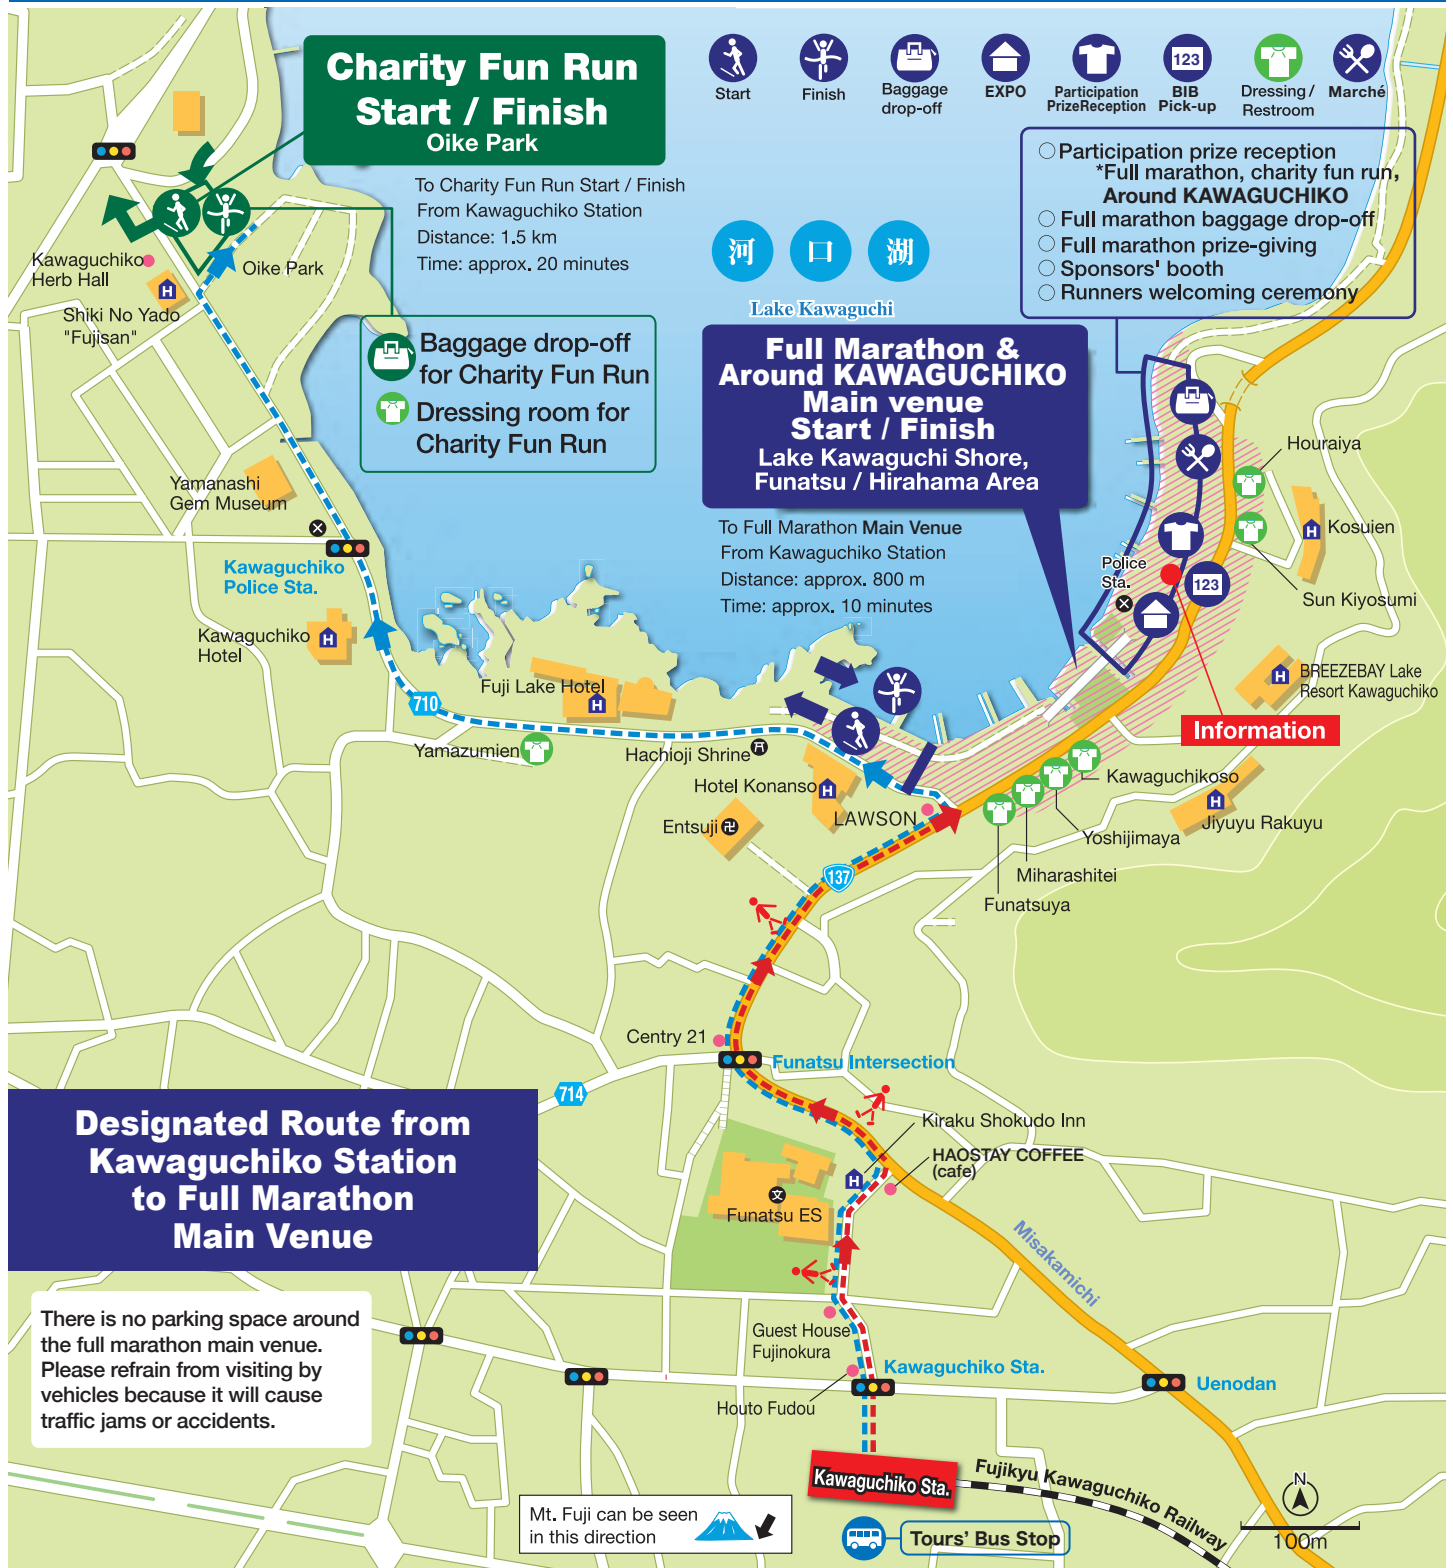 Charity Fun Run
Start / Finish
Oike Park
Start
Finish
Baggage
drop-off
EXPO
Participation
PrizeReception
123
BIB
Pick-up
Dressing /
Restroom
Marché
To Charity Fun Run Start / Finish
From Kawaguchiko Station
Distance: 1.5 km
Time: approx. 20 minutes
○ Participation prize reception
*Full marathon, charity fun run,
Around KAWAGUCHIKO
○ Full marathon baggage drop-off
○ Full marathon prize-giving
○ Sponsors' booth
○ Runners welcoming ceremony
河 口 湖
Lake Kawaguchi
Kawaguchiko
Herb Hall
Oike Park
H
Shiki No Yado
"Fujisan"
Baggage drop-off
for Charity Fun Run
Dressing room for
Charity Fun Run
Full Marathon &
Around KAWAGUCHIKO
Main venue
Start / Finish
Lake Kawaguchi Shore,
Funatsu / Hirahama Area
To Full Marathon Main Venue
From Kawaguchiko Station
Distance: approx. 800 m
Time: approx. 10 minutes
Houraiya
Yamanashi
Gem Museum
Kosuien
H
Kawaguchiko
Police Sta.
Police
Sta.
123
Sun Kiyosumi
Kawaguchiko
Hotel
H
Fuji Lake Hotel
H
BREEZEBAY Lake
Resort Kawaguchiko
H
710
Information
Yamazumien
Hachioji Shrine
Hotel Konanso
H
Kawaguchikoso
LAWSON
Entsuji
卍
Yoshijimaya
Jiyuyu Rakuyu
H
137
Miharashitei
Funatsuya
Centry 21
Funatsu Intersection
714
Kiraku Shokudo Inn
H
HAOSTAY COFFEE
(cafe)
Designated Route from
Kawaguchiko Station
to Full Marathon
Main Venue
文
Funatsu ES
Misakamichi
There is no parking space around
the full marathon main venue.
Please refrain from visiting by
vehicles because it will cause
traffic jams or accidents.
Guest House
Fujinokura
Kawaguchiko Sta.
Uenodan
Houto Fudou
Kawaguchiko Sta.
Fujikyu Kawaguchiko Railway
N
100m
Mt. Fuji can be seen
in this direction
Tours' Bus Stop